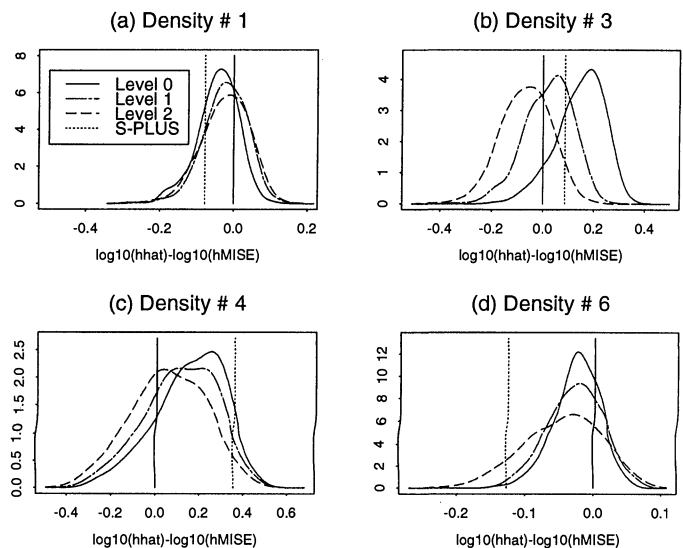 (a) Density # 1
8
6
4
2
0
Level 0
Level 1
Level 2
S-PLUS
-0.4 -0.2 0.0 0.2
log10(hhat)-log10(hMISE)
(b) Density # 3
4
3
2
1
0
-0.4 -0.2 0.0 0.2 0.4
log10(hhat)-log10(hMISE)
(c) Density # 4
2.5
2.0
1.5
1.0
0.5
0.0
-0.4 -0.2 0.0 0.2 0.4 0.6
log10(hhat)-log10(hMISE)
(d) Density # 6
12
10
8
6
4
2
0
-0.2 -0.1 0.0 0.1
log10(hhat)-log10(hMISE)